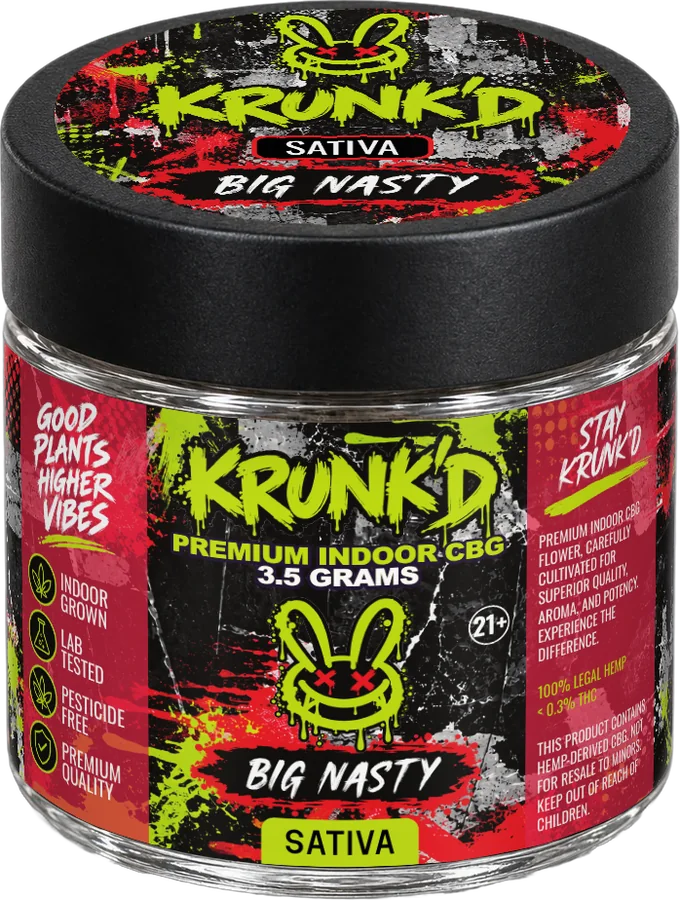 KRUNK'D
SATIVA
BIG NASTY
GOOD
PLANTS
HIGHER
VIBES
INDOOR
GROWN
LAB
TESTED
PESTICIDE
FREE
PREMIUM
QUALITY
KRUNK'D
PREMIUM INDOOR CBG
3.5 GRAMS
21+
BIG NASTY
SATIVA
STAY
KRUNK'D
PREMIUM INDOOR CBG
FLOWER, CAREFULLY
CULTIVATED FOR
SUPERIOR QUALITY,
AROMA, AND POTENCY.
EXPERIENCE THE
DIFFERENCE.
100% LEGAL HEMP
< 0.3% THC
THIS PRODUCT CONTAINS
HEMP-DERIVED CBG. NOT
FOR RESALE TO MINORS.
KEEP OUT OF REACH OF
CHILDREN.